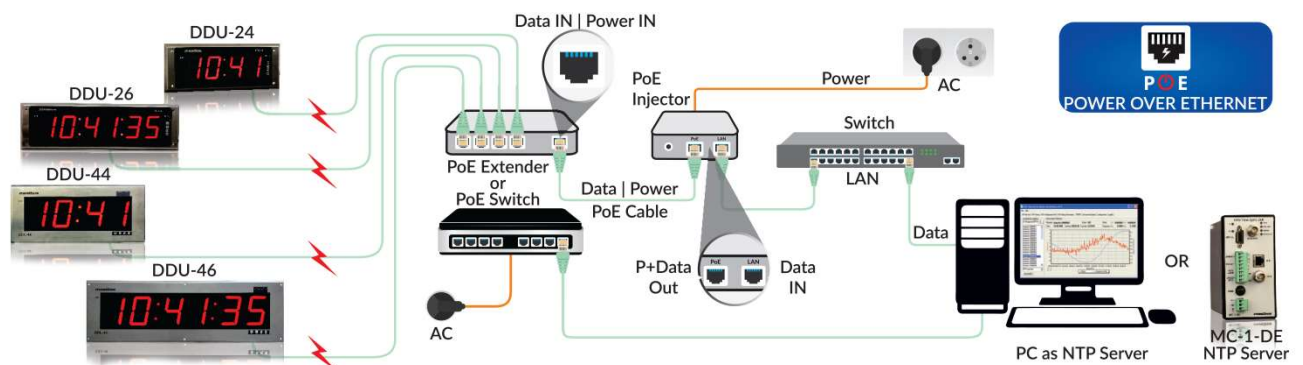 DDU-24
10:41
DDU-26
10:41:35
DDU-44
10:41
DDU-46
10:41:35
Data IN | Power IN
PoE Extender
or
PoE Switch
AC
PoE
Injector
PoE
LAN
Data | Power
PoE Cable
P+Data
Out
PoE
LAN
Data
IN
Power
AC
Switch
LAN
Data
POE
POWER OVER ETHERNET
PC as NTP Server
OR
MC-1-DE
NTP Server